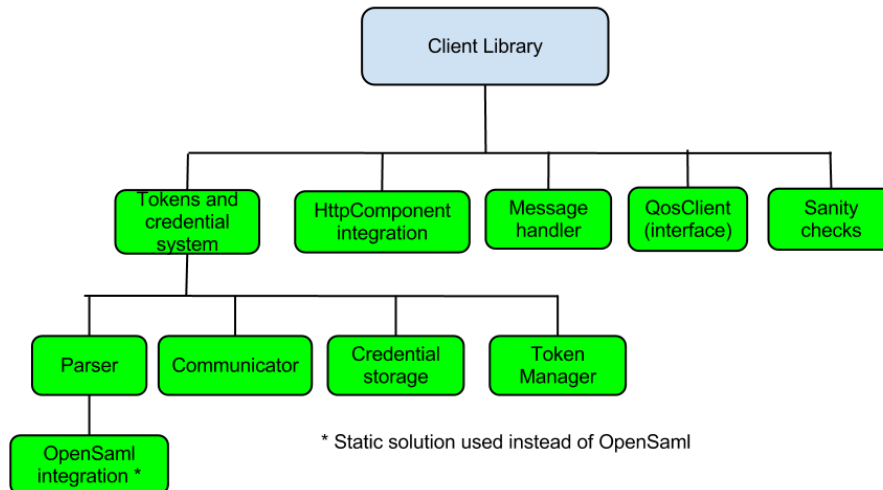 Client Library
Tokens and
credential
system
HttpComponent
integration
Message
handler
QosClient
(interface)
Sanity
checks
Parser
Communicator
Credential
storage
Token
Manager
OpenSaml
integration *
* Static solution used instead of OpenSaml